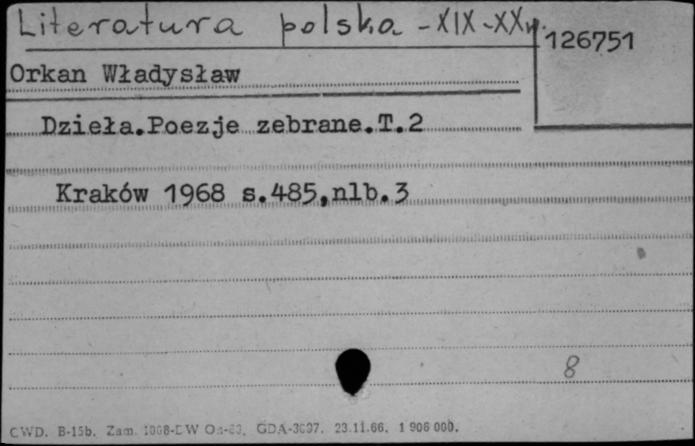 Literatura polska - XIX-XXw.
126751
Orkan Władysław
Dzieła.Poezje zebrane.T.2
Kraków 1968 s.485,nlb.3
8
CWD. B-15b. Zam. GDA- 23.11.66. 1 906 000.